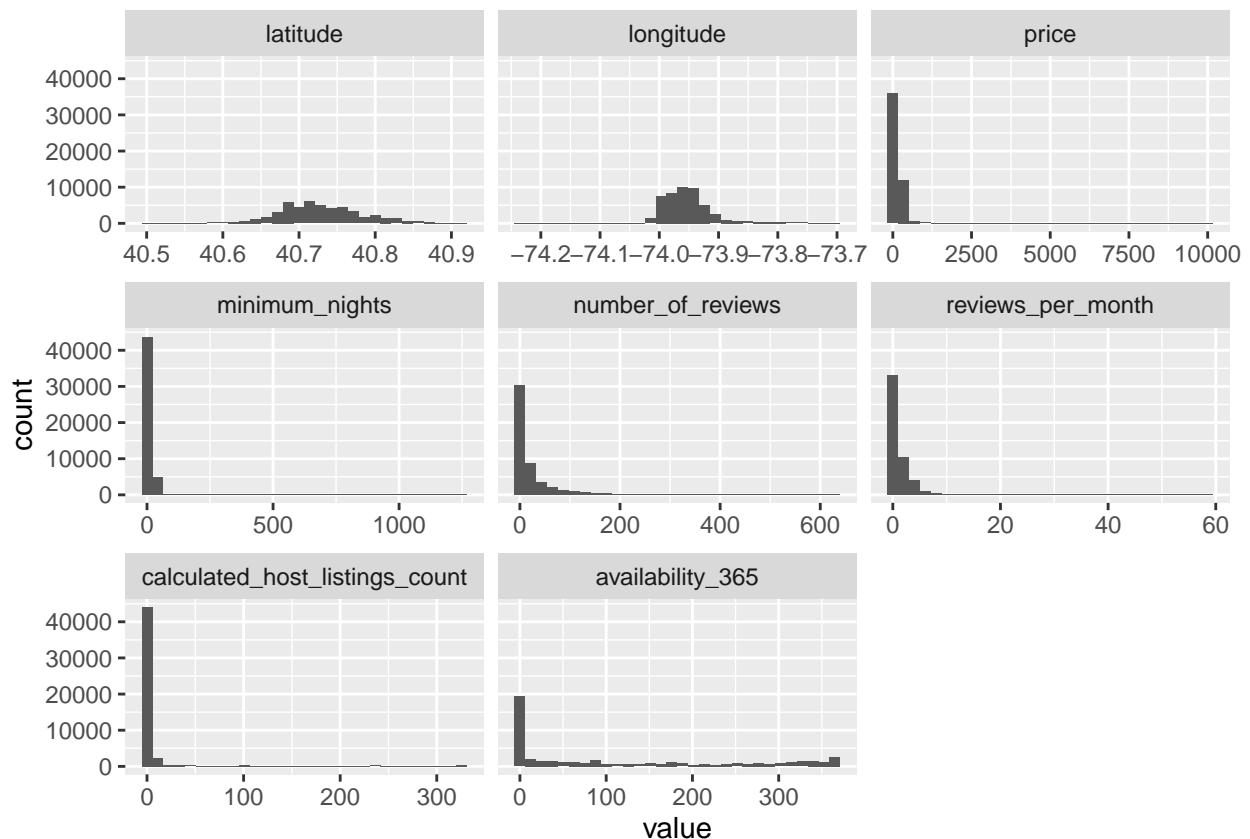 latitude longitude price
40000
30000
20000
10000
0
40.5 40.6 40.7 40.8 40.9 −74.2 −74.1 −74.0 −73.9 −73.8 −73.7 0 2500 5000 7500 10000
minimum_nights number_of_reviews reviews_per_month
40000
30000
20000
10000
0
0 500 1000 0 200 400 600 0 20 40 60
count
calculated_host_listings_count availability_365
40000
30000
20000
10000
0
0 100 200 300 0 100 200 300
value